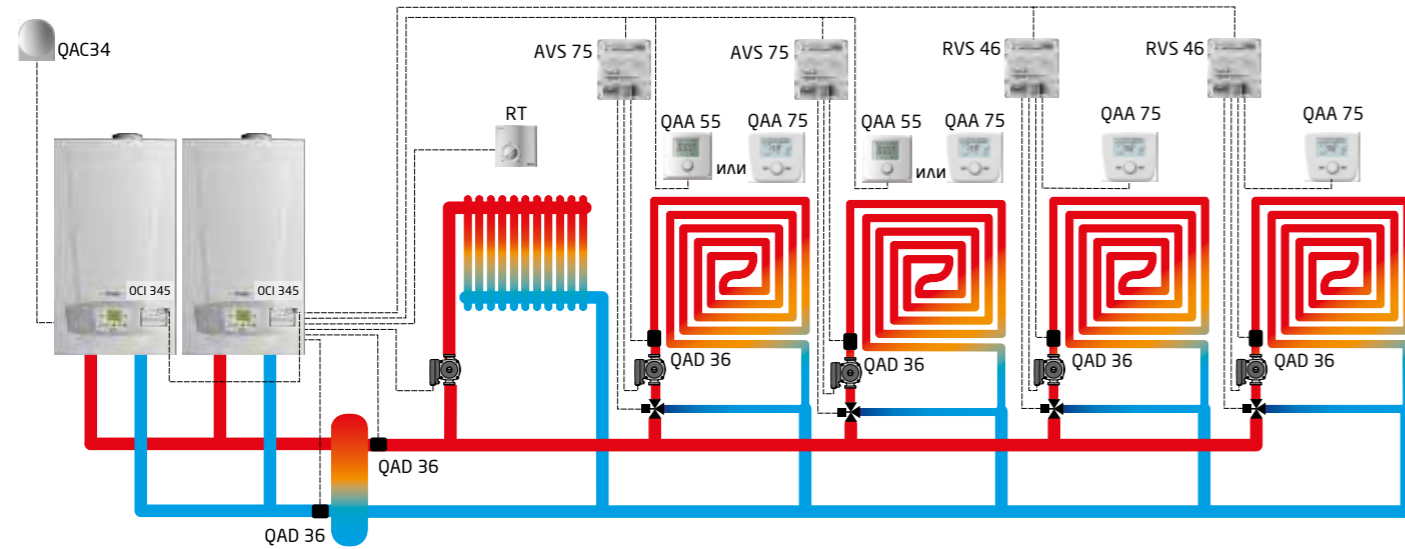 QAC34
AVS 75
AVS 75
RVS 46
RVS 46
RT
QAA 55
QAA 75
QAA 55
QAA 75
QAA 75
QAA 75
или
или
OCI 345
OCI 345
QAD 36
QAD 36
QAD 36
QAD 36
QAD 36
QAD 36